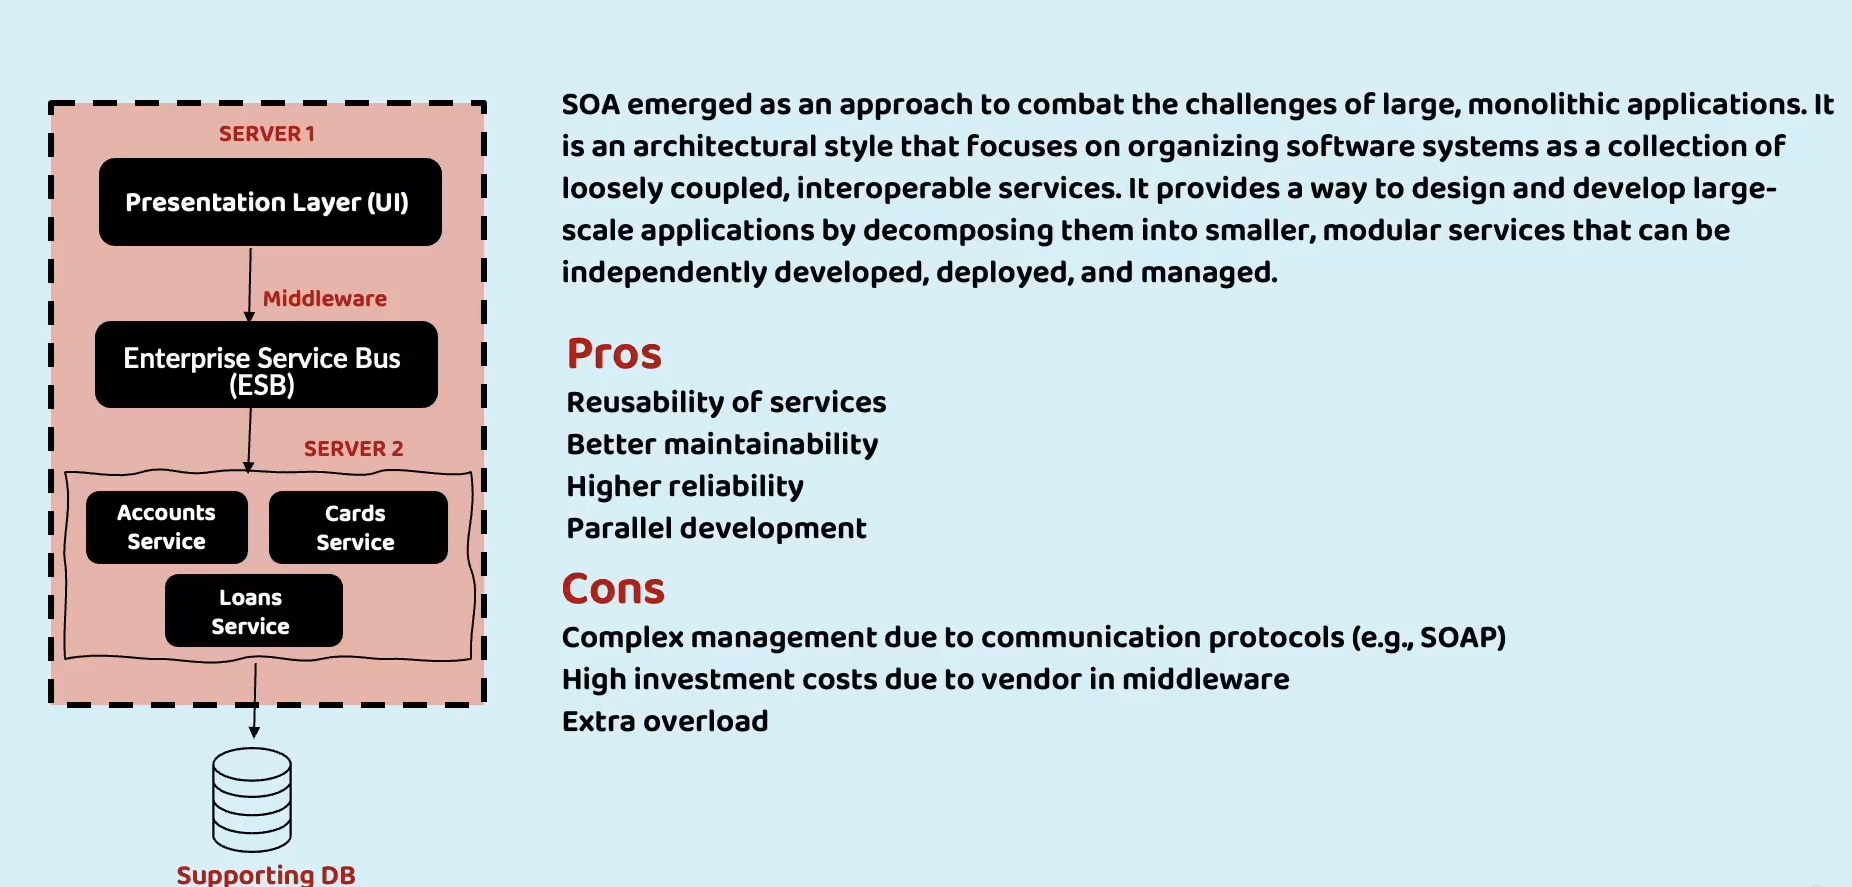 SERVER 1
Presentation Layer (UI)
Middleware
Enterprise Service Bus
(ESB)
SERVER 2
Accounts
Service
Cards
Service
Loans
Service
Supporting DB
SOA emerged as an approach to combat the challenges of large, monolithic applications. It
is an architectural style that focuses on organizing software systems as a collection of
loosely coupled, interoperable services. It provides a way to design and develop large-
scale applications by decomposing them into smaller, modular services that can be
independently developed, deployed, and managed.
Pros
Reusability of services
Better maintainability
Higher reliability
Parallel development
Cons
Complex management due to communication protocols (e.g., SOAP)
High investment costs due to vendor in middleware
Extra overload